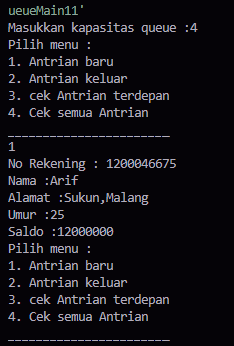 ueueMain11'
Masukkan kapasitas queue :4
Pilih menu :
1. Antrian baru
2. Antrian keluar
3. cek Antrian terdepan
4. Cek semua Antrian
_______________________
1
No Rekening : 1200046675
Nama :Arif
Alamat :Sukun,Malang
Umur :25
Saldo :12000000
Pilih menu :
1. Antrian baru
2. Antrian keluar
3. cek Antrian terdepan
4. Cek semua Antrian
_______________________